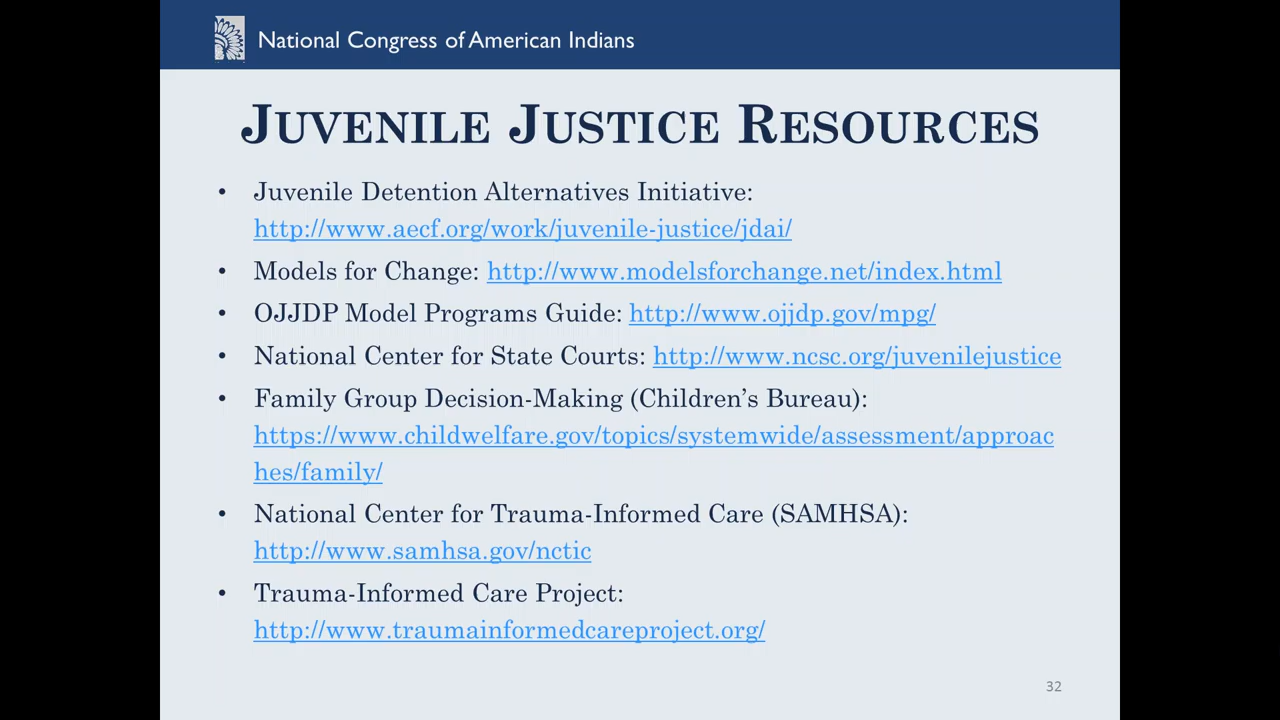 National Congress of American Indians
Juvenile Justice Resources
• Juvenile Detention Alternatives Initiative:
http://www.aecf.org/work/juvenile-justice/jdai/
• Models for Change: http://www.modelsforchange.net/index.html
• OJJDP Model Programs Guide: http://www.ojjdp.gov/mpg/
• National Center for State Courts: http://www.ncsc.org/juvenilejustice
• Family Group Decision-Making (Children’s Bureau):
https://www.childwelfare.gov/topics/systemwide/assessment/approac
hes/family/
• National Center for Trauma-Informed Care (SAMHSA):
http://www.samhsa.gov/nctic
• Trauma-Informed Care Project:
http://www.traumainformedcareproject.org/
32